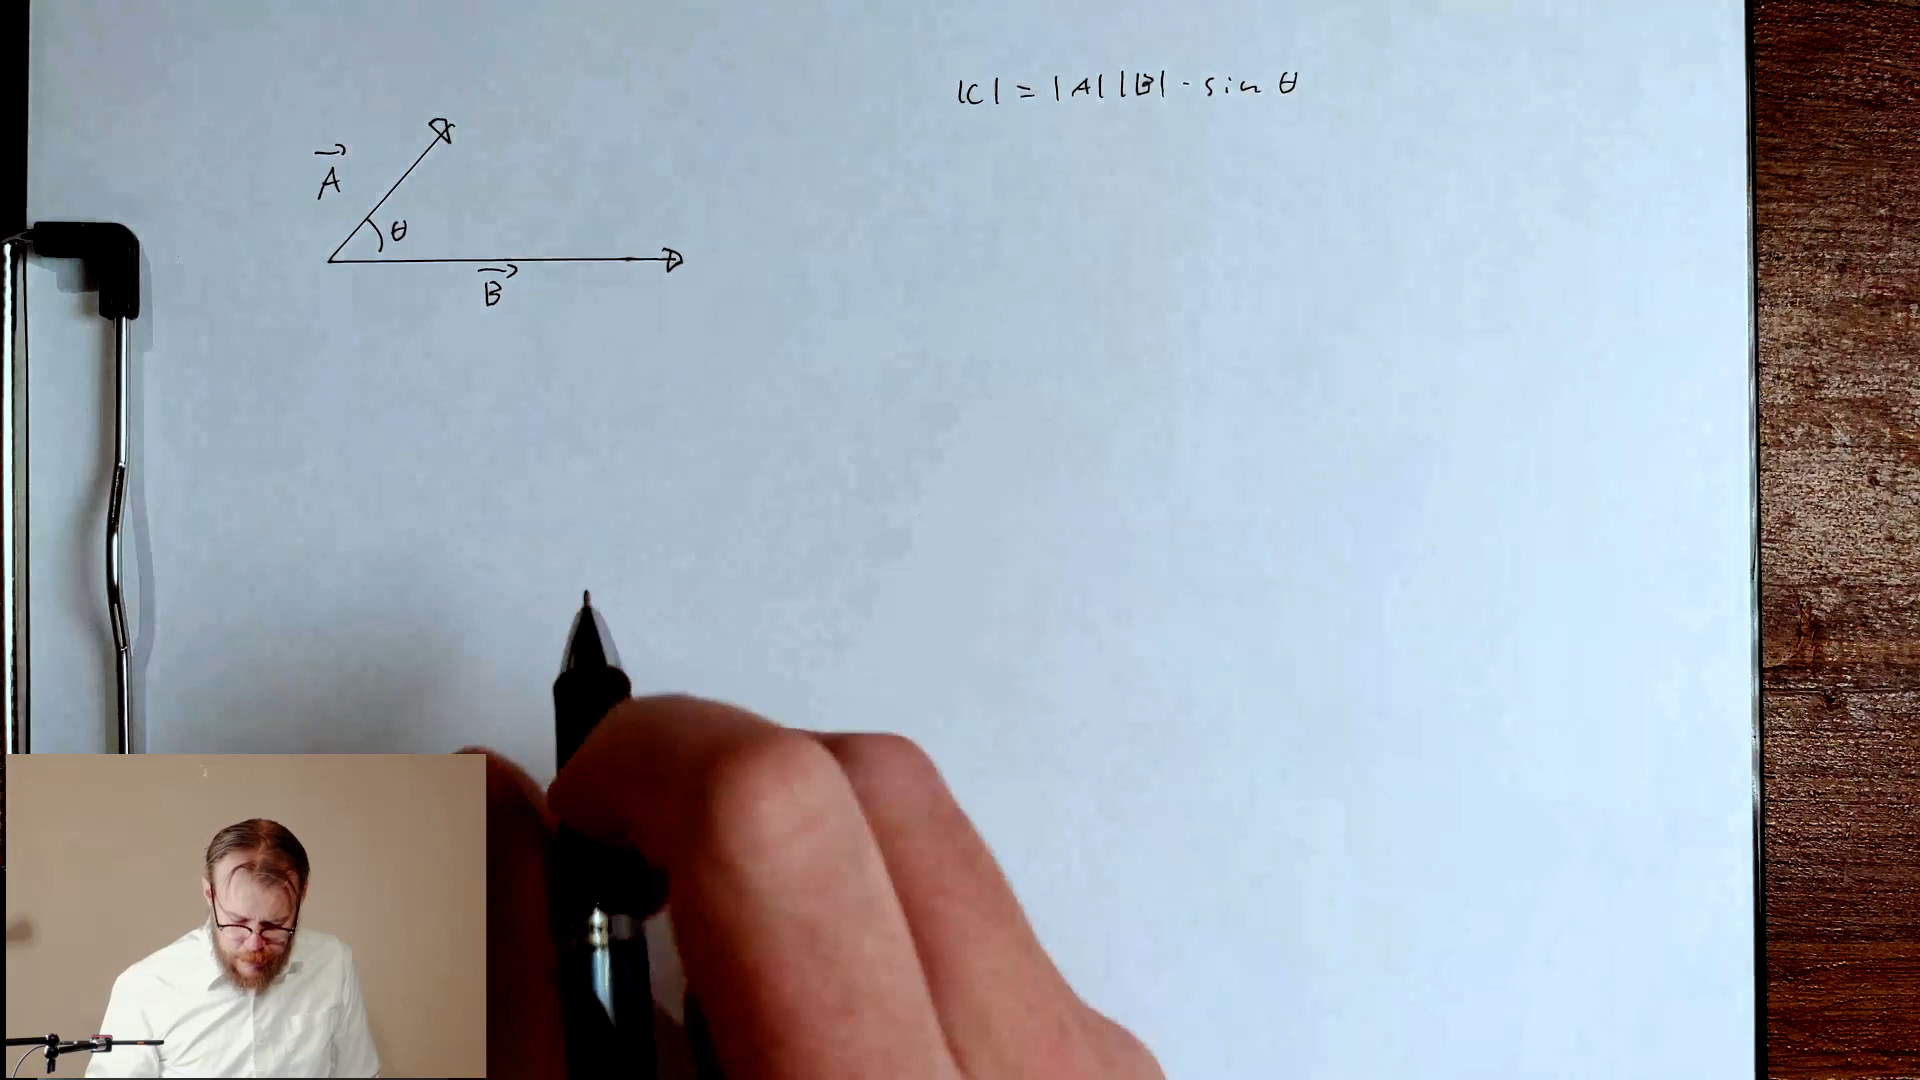 |C| = |A| |B| · sin θ
→
A
θ
→
B